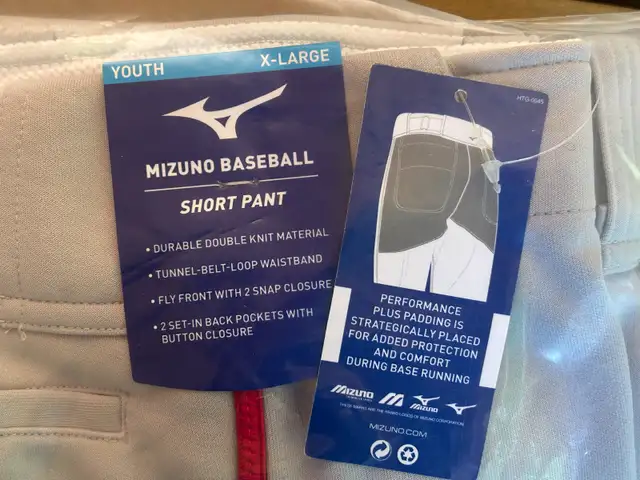 YOUTH X-LARGE
MIZUNO BASEBALL
SHORT PANT
• DURABLE DOUBLE KNIT MATERIAL
• TUNNEL-BELT-LOOP WAISTBAND
• FLY FRONT WITH 2 SNAP CLOSURE
• 2 SET-IN BACK POCKETS WITH
BUTTON CLOSURE
PERFORMANCE
PLUS PADDING IS
STRATEGICALLY PLACED
FOR ADDED PROTECTION
AND COMFORT
DURING BASE RUNNING
MIZUNO MIZUNO
MIZUNO.COM